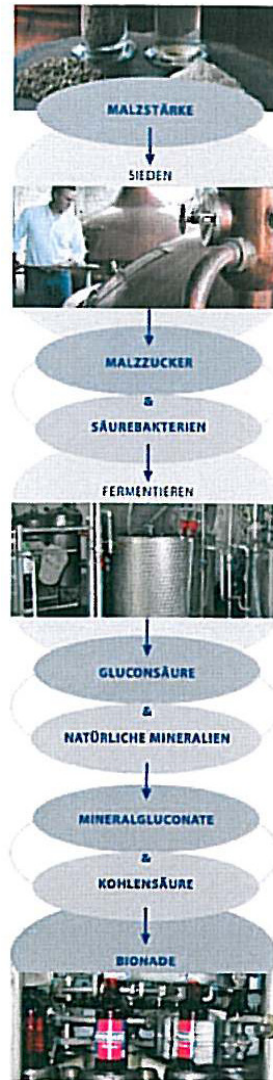 MALZSTÄRKE
SIEDEN
MALZZUCKER
&
SÄUREBAKTERIEN
FERMENTIEREN
GLUCONSÄURE
&
NATÜRLICHE MINERALIEN
MINERALGLUCONATE
&
KOHLENSÄURE
BIONADE